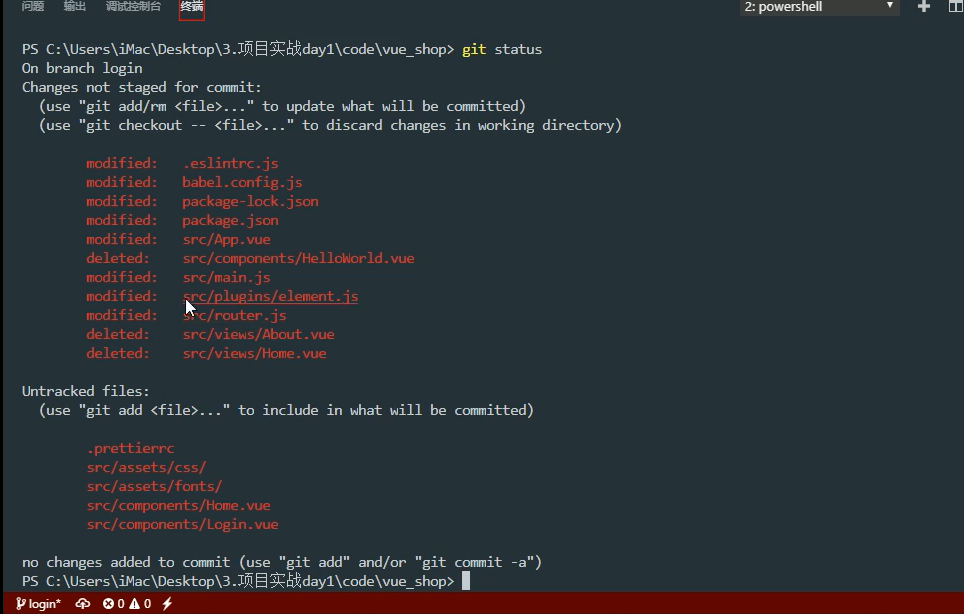 问题 输出 调试控制台 终端 2: powershell
PS C:\Users\iMac\Desktop\3.项目实战day1\code\vue_shop> git status
On branch login
Changes not staged for commit:
  (use "git add/rm <file>..." to update what will be committed)
  (use "git checkout -- <file>..." to discard changes in working directory)
        modified:   .eslintrc.js
        modified:   babel.config.js
        modified:   package-lock.json
        modified:   package.json
        modified:   src/App.vue
        deleted:    src/components/HelloWorld.vue
        modified:   src/main.js
        modified:   src/plugins/element.js
        modified:   src/router.js
        deleted:    src/views/About.vue
        deleted:    src/views/Home.vue
Untracked files:
  (use "git add <file>..." to include in what will be committed)
        .prettierrc
        src/assets/css/
        src/assets/fonts/
        src/components/Home.vue
        src/components/Login.vue
no changes added to commit (use "git add" and/or "git commit -a")
PS C:\Users\iMac\Desktop\3.项目实战day1\code\vue_shop>
login* 0 0